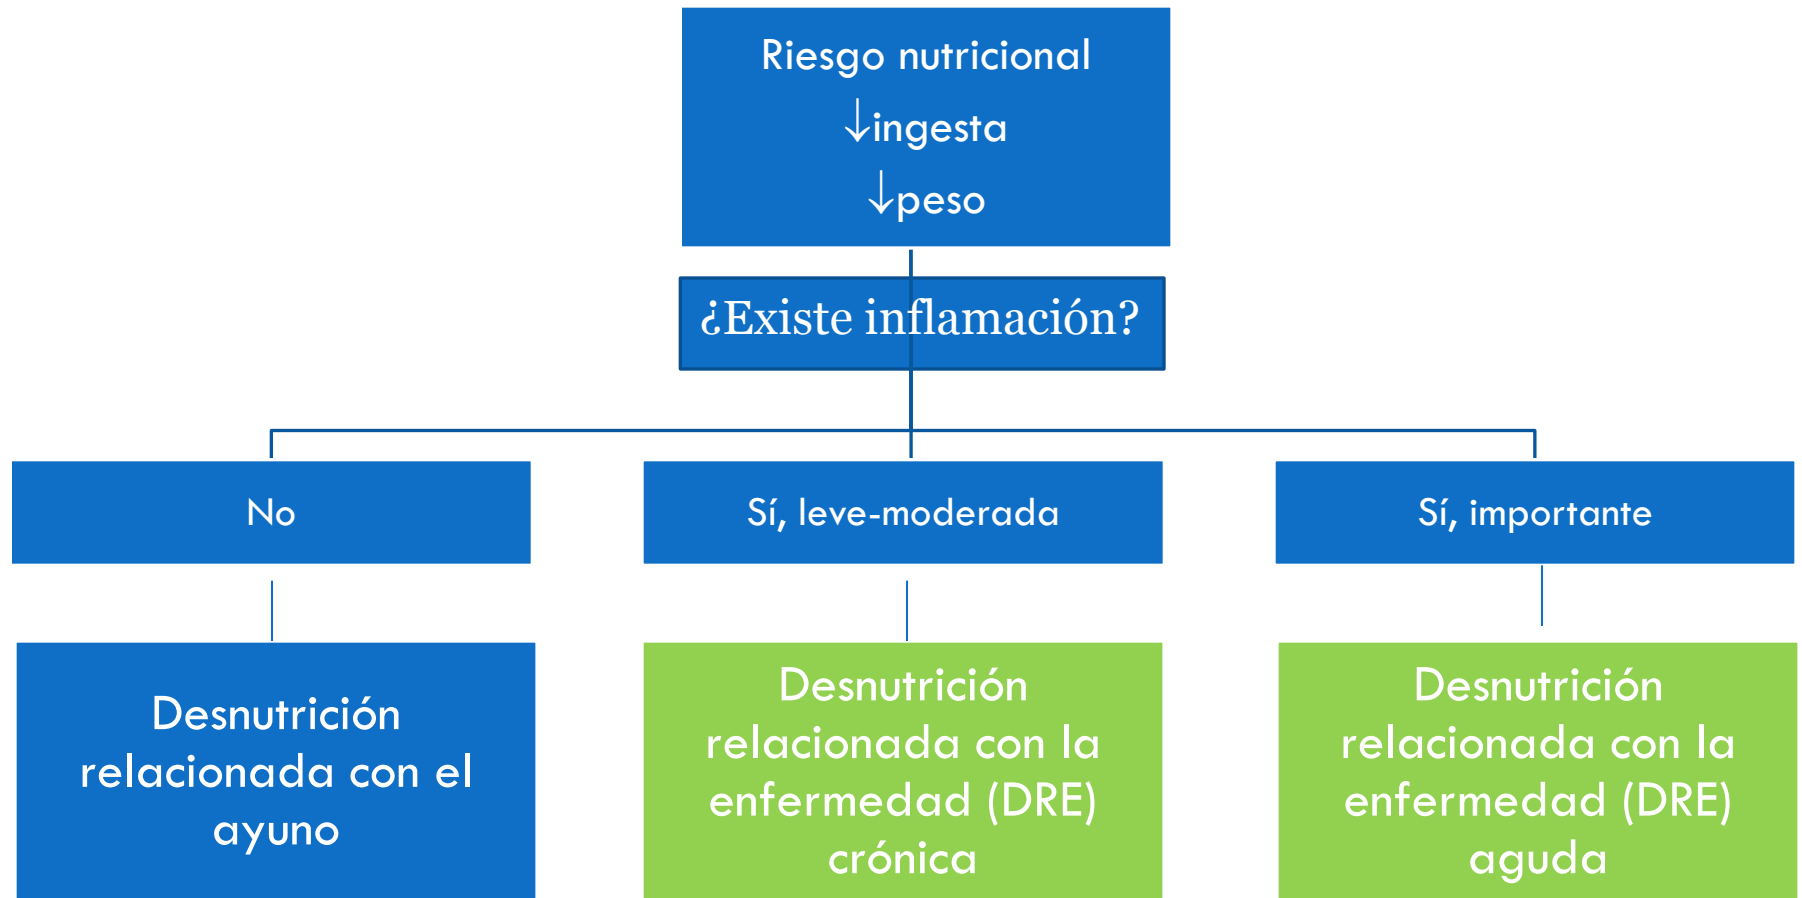 Riesgo nutricional
↓ingesta
↓peso
¿Existe inflamación?
No
Sí, leve-moderada
Sí, importante
Desnutrición
relacionada con el
ayuno
Desnutrición
relacionada con la
enfermedad (DRE)
crónica
Desnutrición
relacionada con la
enfermedad (DRE)
aguda